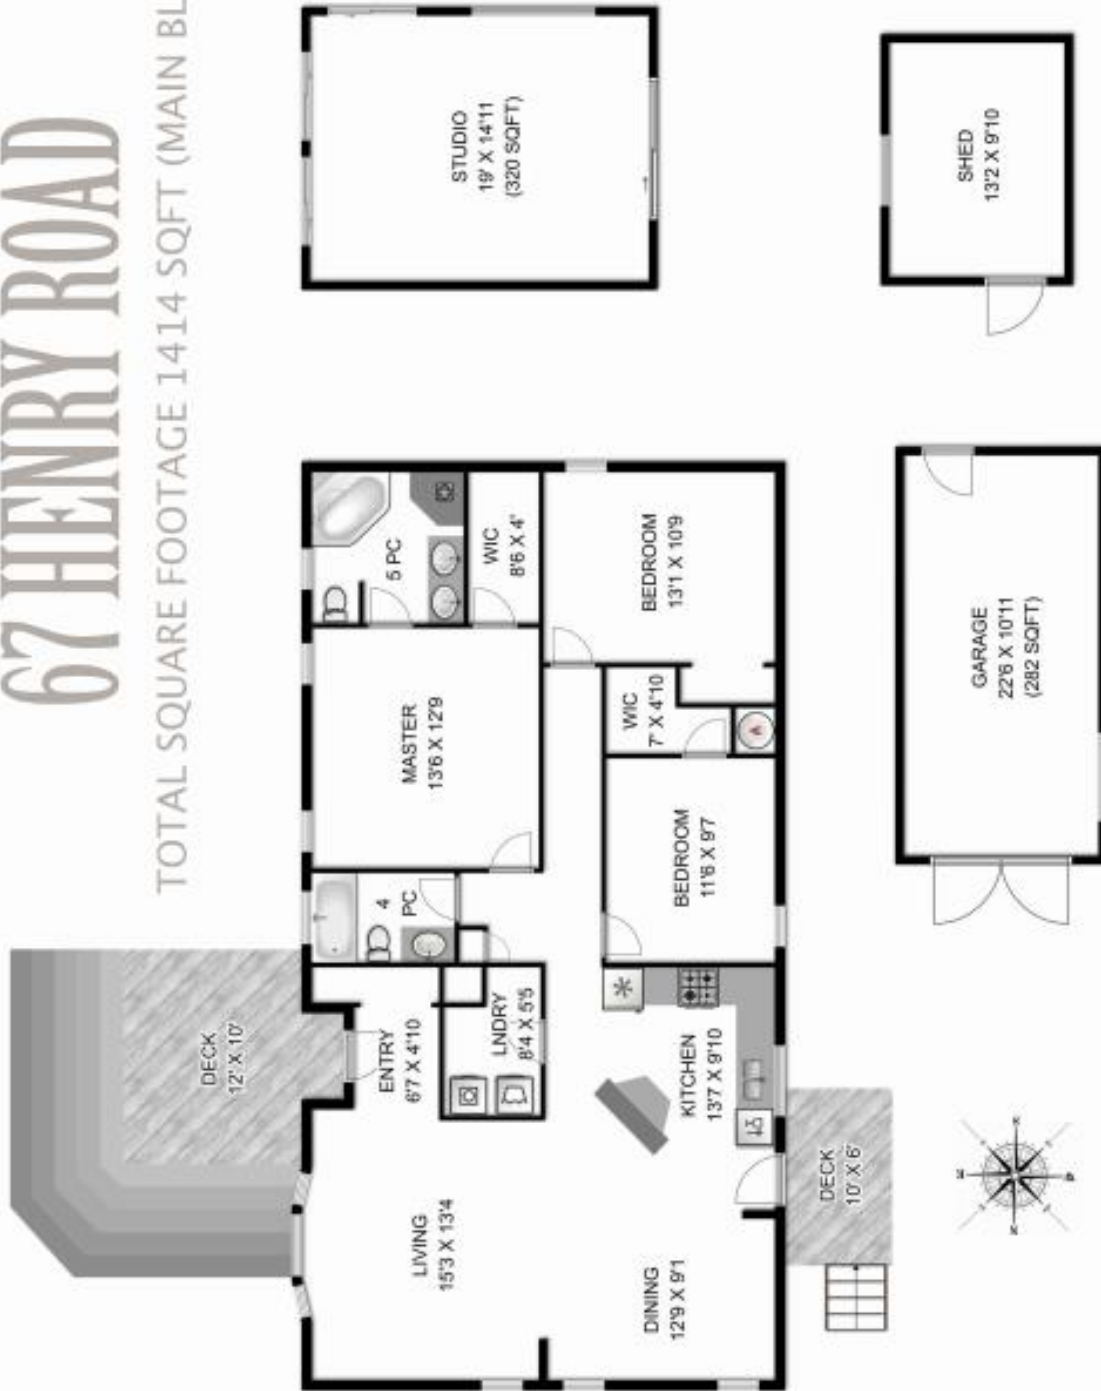 67 HENRY ROAD
TOTAL SQUARE FOOTAGE 1414 SQFT (MAIN BL
STUDIO
19' X 14'11
(320 SQFT)
SHED
13'2 X 9'10
5 PC
WIC
8'6 X 4'
BEDROOM
13'1 X 10'9
MASTER
13'6 X 12'9
WIC
7' X 4'10
BEDROOM
11'6 X 9'7
GARAGE
22'6 X 10'11
(282 SQFT)
4
PC
DECK
12' X 10'
ENTRY
6'7 X 4'10
LNDRY
8'4 X 5'5
KITCHEN
13'7 X 9'10
LIVING
15'3 X 13'4
DINING
12'9 X 9'1
DECK
10' X 6'